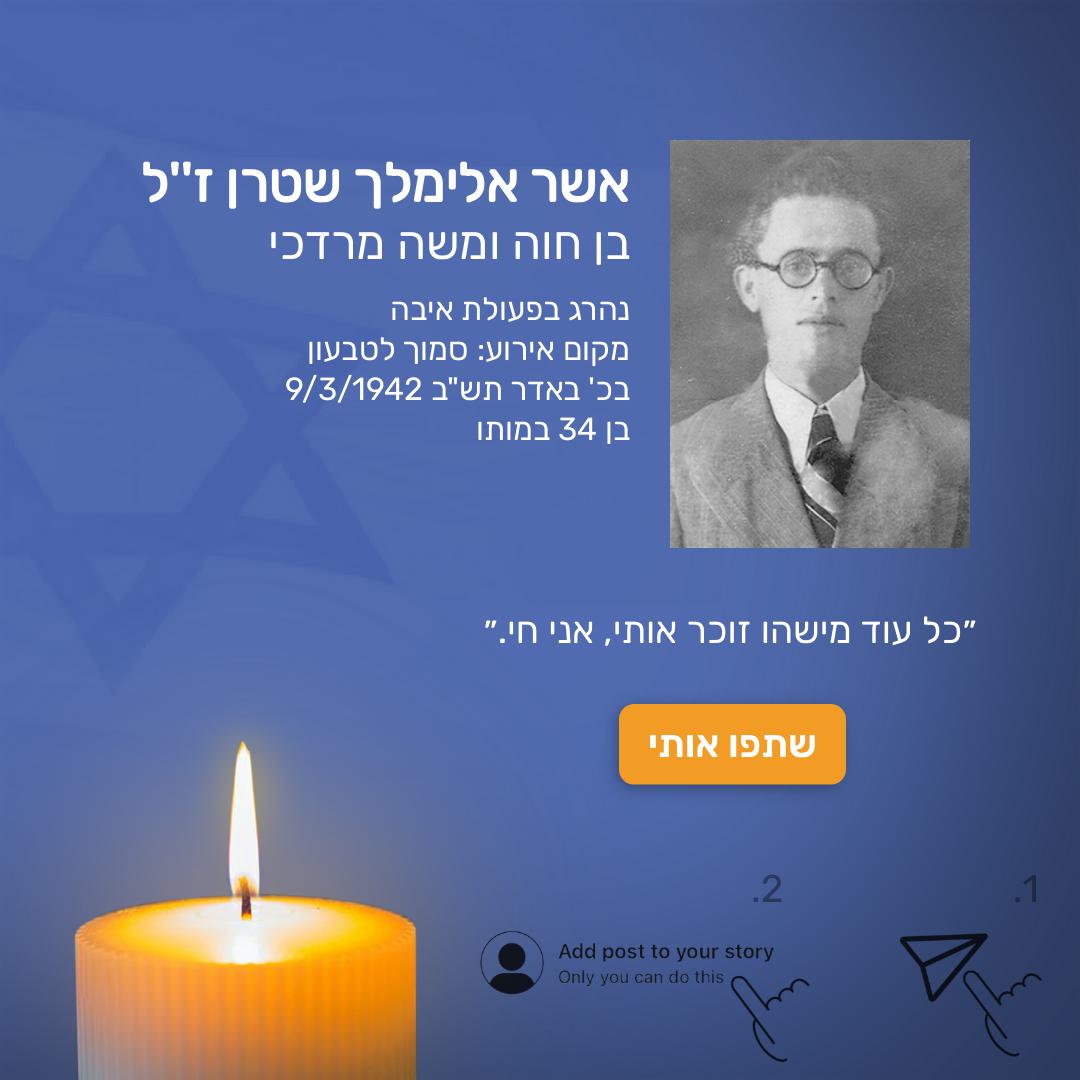 אשר אלימלך שטרן ז"ל
בן חוה ומשה מרדכי
נהרג בפעולת איבה
מקום אירוע: סמוך לטבעון
בכ' באדר תש"ב 9/3/1942
בן 34 במותו
״כל עוד מישהו זוכר אותי, אני חי.״
שתפו אותי
1.
2.
Add post to your story
Only you can do this